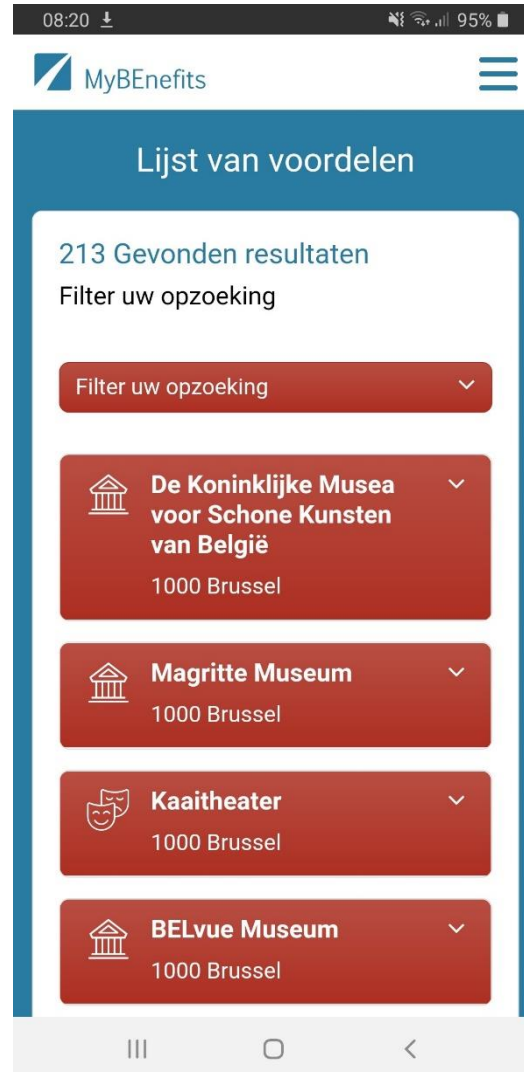 08:20 95%
MyBEnefits
Lijst van voordelen
213 Gevonden resultaten
Filter uw opzoeking
Filter uw opzoeking
De Koninklijke Musea
voor Schone Kunsten
van België
1000 Brussel
Magritte Museum
1000 Brussel
Kaaitheater
1000 Brussel
BELvue Museum
1000 Brussel